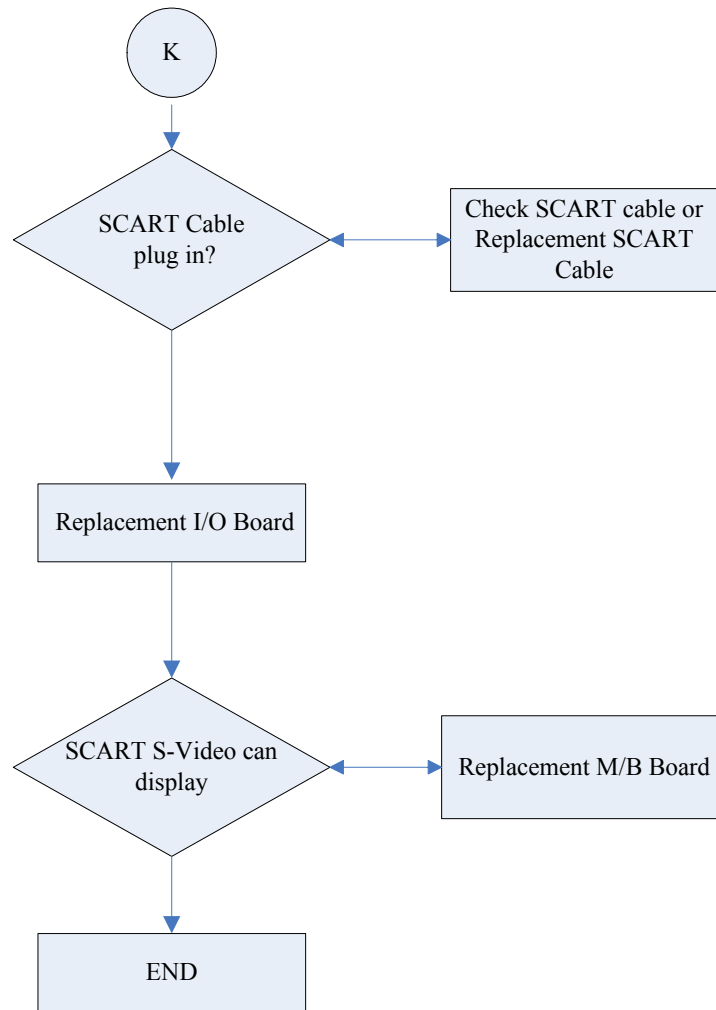 K
SCART Cable
plug in?
Check SCART cable or
Replacement SCART
Cable
Replacement I/O Board
SCART S-Video can
display
Replacement M/B Board
END